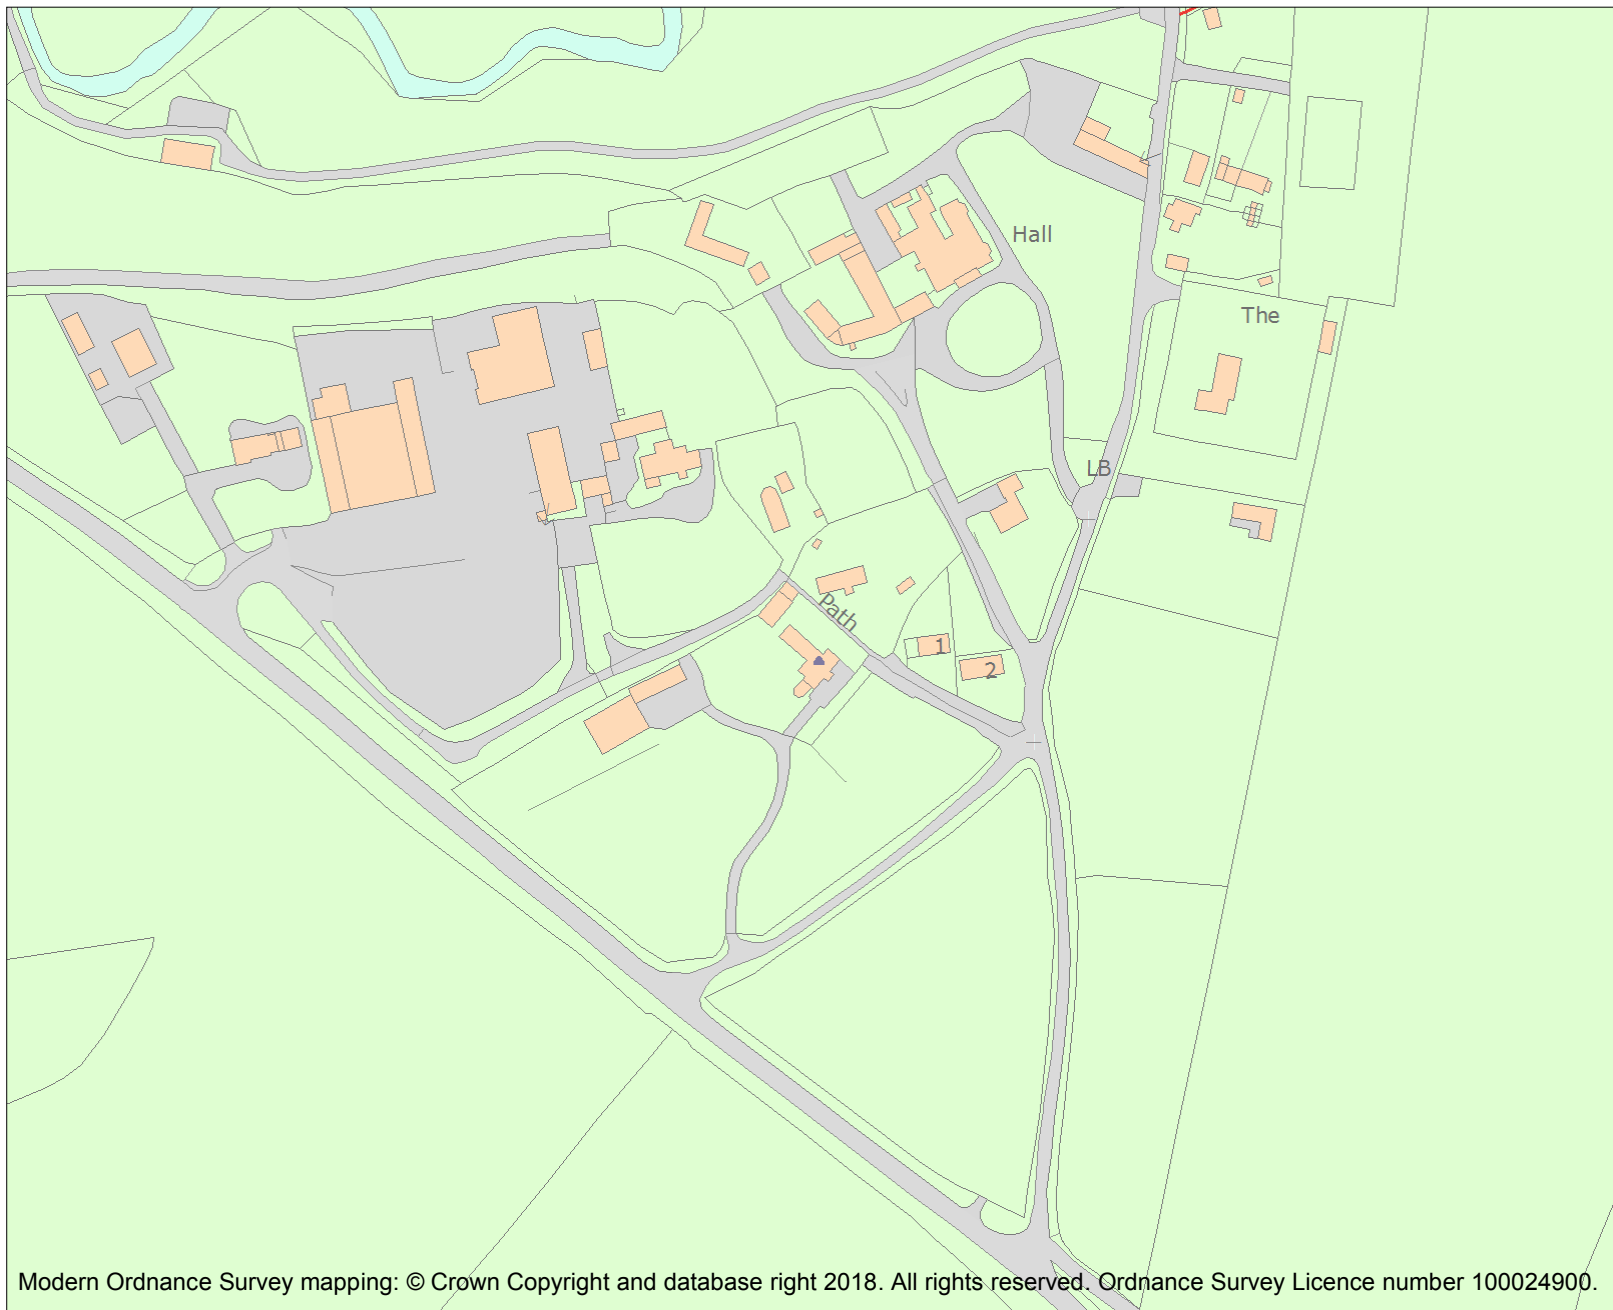 Hall
The
LB
Path
1
2
Modern Ordnance Survey mapping: © Crown Copyright and database right 2018. All rights reserved. Ordnance Survey Licence number 100024900.